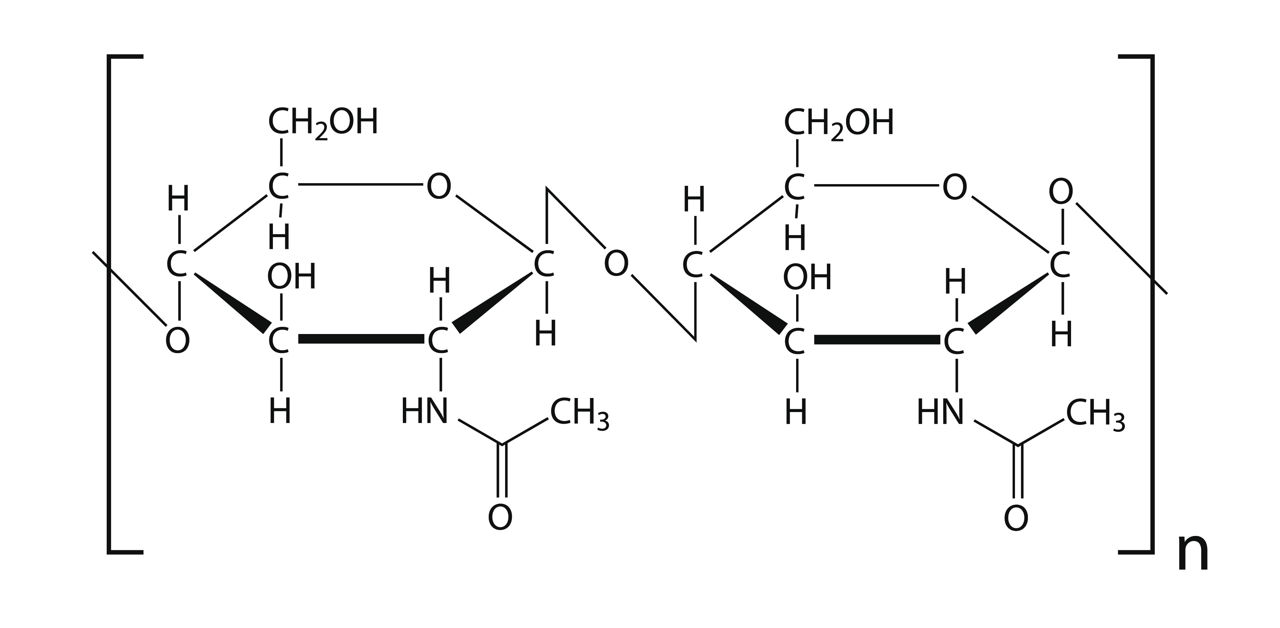 CH₂OH CH₂OH
C O C O O
H H
H H
C OH H C O C OH H C
O C C H C C H
H HN CH₃ H HN CH₃
O O
n